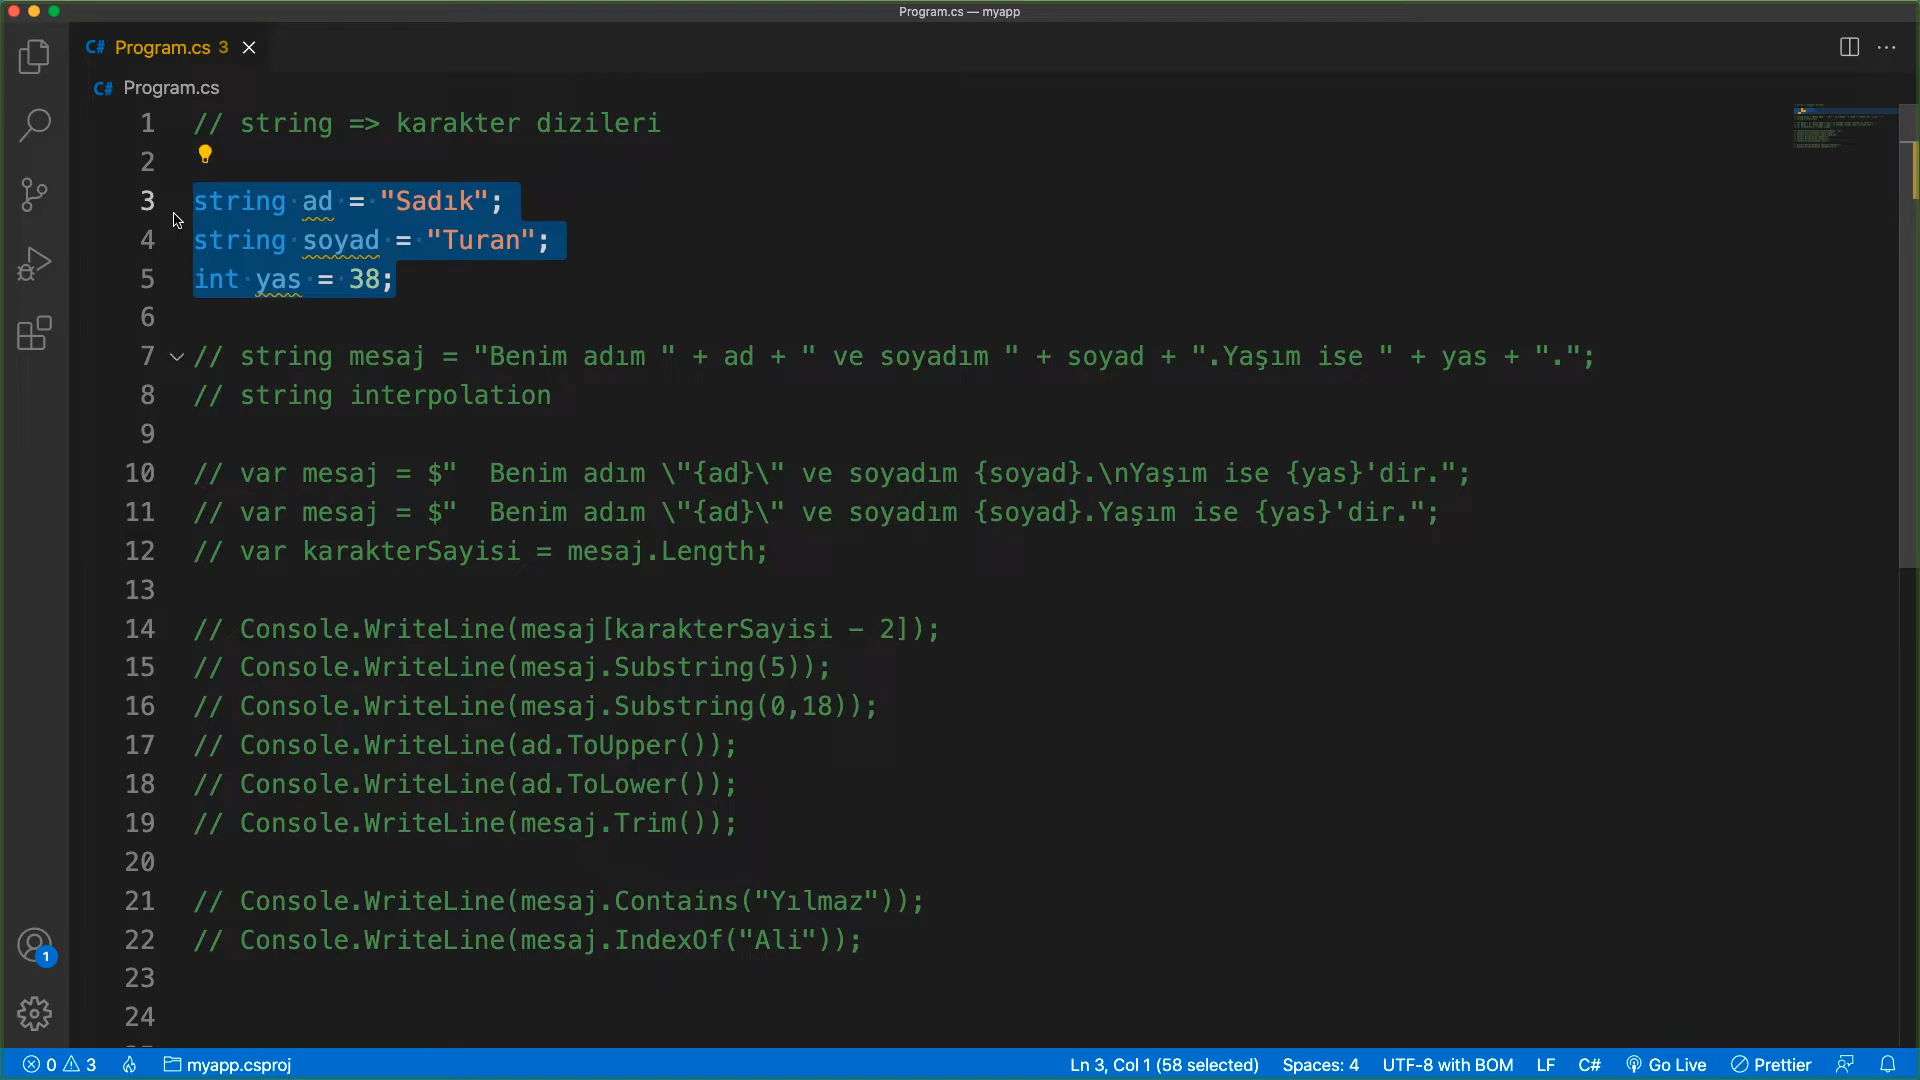 Program.cs — myapp
C# Program.cs 3
C# Program.cs
1 // string => karakter dizileri
2
3 string ad = "Sadık";
4 string soyad = "Turan";
5 int yas = 38;
6
7 // string mesaj = "Benim adım " + ad + " ve soyadım " + soyad + ".Yaşım ise " + yas + ".";
8 // string interpolation
9
10 // var mesaj = $"  Benim adım \"{ad}\" ve soyadım {soyad}.\nYaşım ise {yas}'dir.";
11 // var mesaj = $"  Benim adım \"{ad}\" ve soyadım {soyad}.Yaşım ise {yas}'dir.";
12 // var karakterSayisi = mesaj.Length;
13
14 // Console.WriteLine(mesaj[karakterSayisi - 2]);
15 // Console.WriteLine(mesaj.Substring(5));
16 // Console.WriteLine(mesaj.Substring(0,18));
17 // Console.WriteLine(ad.ToUpper());
18 // Console.WriteLine(ad.ToLower());
19 // Console.WriteLine(mesaj.Trim());
20
21 // Console.WriteLine(mesaj.Contains("Yılmaz"));
22 // Console.WriteLine(mesaj.IndexOf("Ali"));
23
24
1
0 3 myapp.csproj Ln 3, Col 1 (58 selected) Spaces: 4 UTF-8 with BOM LF C# Go Live Prettier